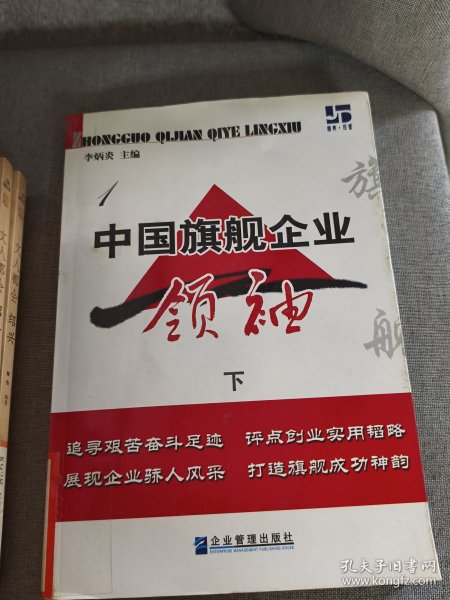 ZHONGGUO QIJIAN QIYE LINGXIU
李炳炎 主编
旗
舰
中国旗舰企业
领袖
下
追寻艰苦奋斗足迹 评点创业实用韬略
展现企业骄人风采 打造旗舰成功神韵
企业管理出版社
ENTERPRISE MANAGEMENT PUBLISHING HOUSE
孔夫子旧书网
www.kongfz.com